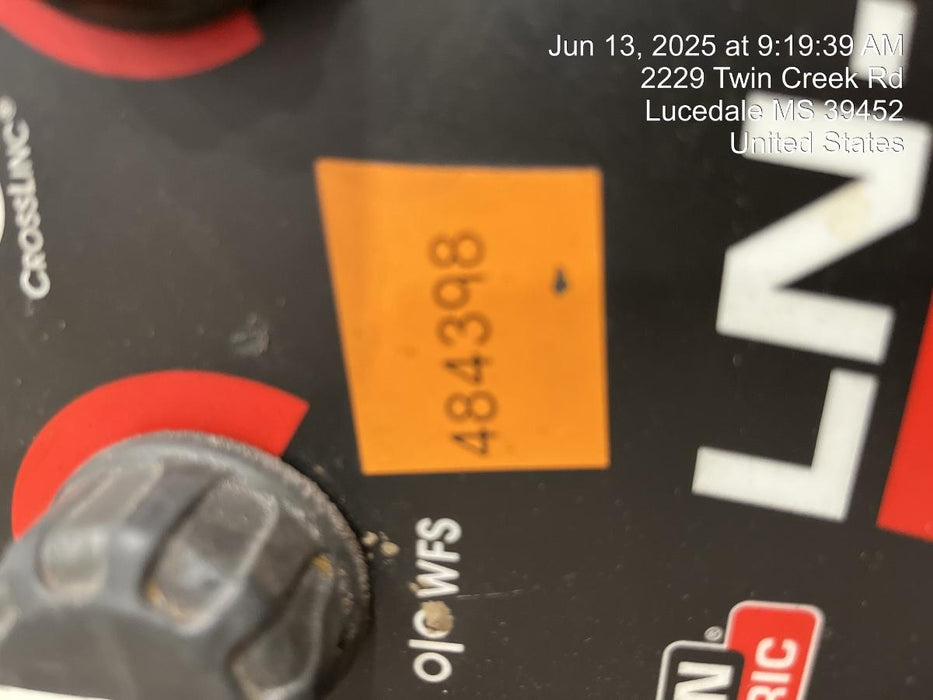 Jun 13, 2025 at 9:19:39 AM
2229 Twin Creek Rd
Lucedale MS 39452
United States
CROSSLINC®
484398
WFS
LN-